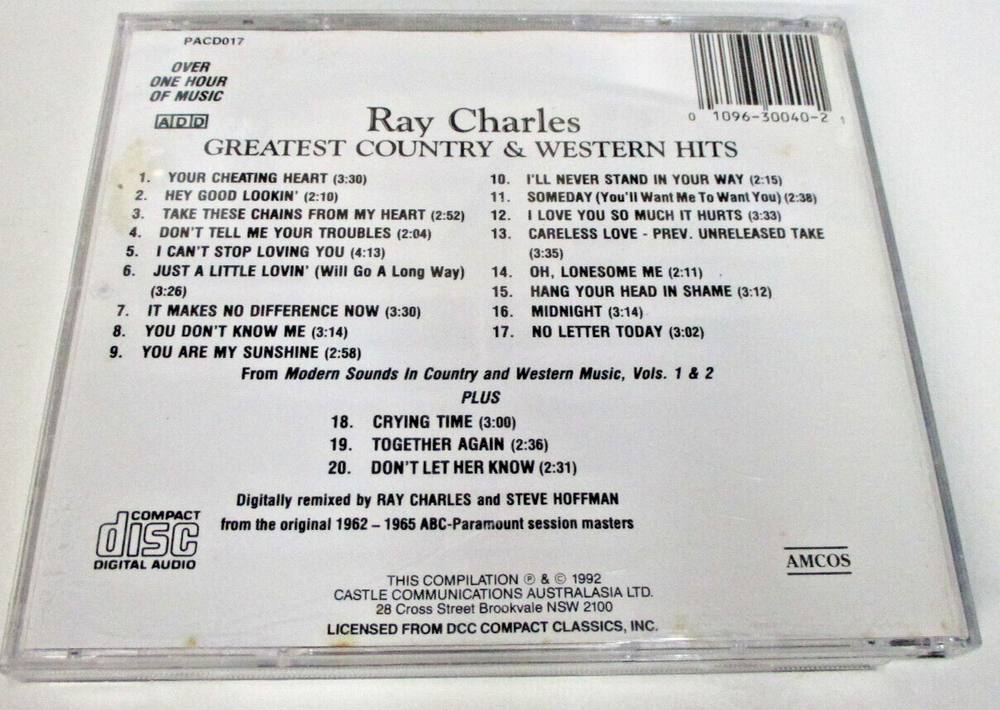 PACD017
OVER
ONE HOUR
OF MUSIC
ADD
0 1096-30040-2 1
Ray Charles
GREATEST COUNTRY & WESTERN HITS
1. YOUR CHEATING HEART (3:30)
2. HEY GOOD LOOKIN' (2:10)
3. TAKE THESE CHAINS FROM MY HEART (2:52)
4. DON'T TELL ME YOUR TROUBLES (2:04)
5. I CAN'T STOP LOVING YOU (4:13)
6. JUST A LITTLE LOVIN' (Will Go A Long Way)
(3:26)
7. IT MAKES NO DIFFERENCE NOW (3:30)
8. YOU DON'T KNOW ME (3:14)
9. YOU ARE MY SUNSHINE (2:58)
10. I'LL NEVER STAND IN YOUR WAY (2:15)
11. SOMEDAY (You'll Want Me To Want You) (2:38)
12. I LOVE YOU SO MUCH IT HURTS (3:33)
13. CARELESS LOVE - PREV. UNRELEASED TAKE
(3:35)
14. OH, LONESOME ME (2:11)
15. HANG YOUR HEAD IN SHAME (3:12)
16. MIDNIGHT (3:14)
17. NO LETTER TODAY (3:02)
From Modern Sounds In Country and Western Music, Vols. 1 & 2
PLUS
18. CRYING TIME (3:00)
19. TOGETHER AGAIN (2:36)
20. DON'T LET HER KNOW (2:31)
Digitally remixed by RAY CHARLES and STEVE HOFFMAN
from the original 1962 – 1965 ABC-Paramount session masters
COMPACT
disc
DIGITAL AUDIO
AMCOS
THIS COMPILATION ℗ & © 1992
CASTLE COMMUNICATIONS AUSTRALASIA LTD.
28 Cross Street Brookvale NSW 2100
LICENSED FROM DCC COMPACT CLASSICS, INC.